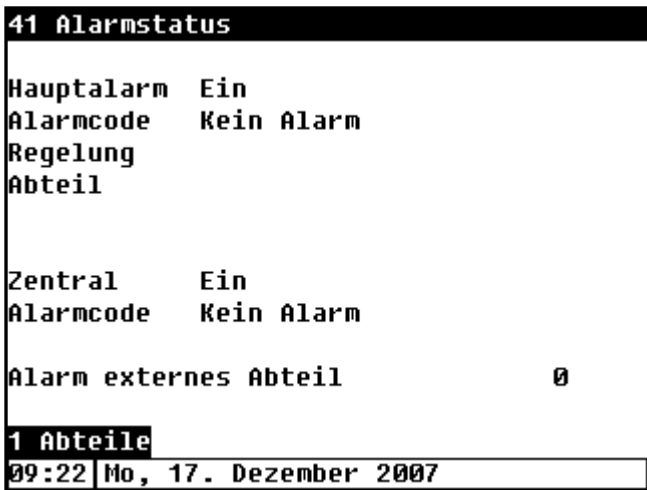 41 Alarmstatus
Hauptalarm Ein
Alarmcode Kein Alarm
Regelung
Abteil
Zentral Ein
Alarmcode Kein Alarm
Alarm externes Abteil 0
1 Abteile
09:22 Mo, 17. Dezember 2007